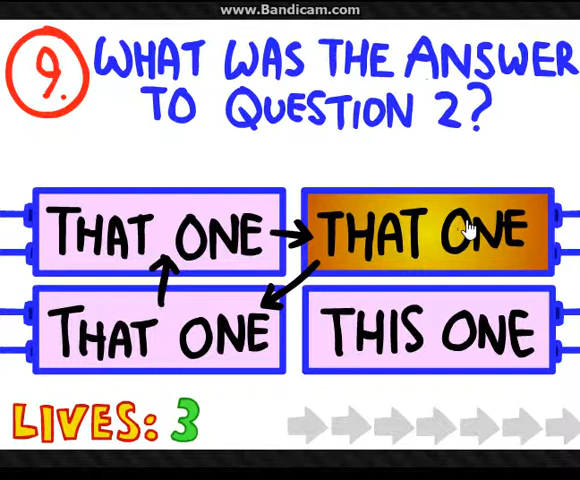 www.Bandicam.com
9. WHAT WAS THE ANSWER
TO QUESTION 2?
THAT ONE THAT ONE
THAT ONE THIS ONE
LIVES: 3